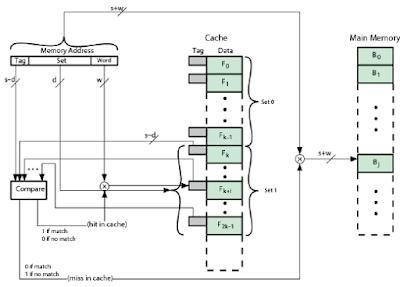 s+w
Cache
Main Memory
Memory Address
Tag Data
Tag Set Word
F0
B0
F1
B1
s–d
d
w
Set 0
s–d
Fk–1
s+w
Fk
Bj
Compare
Fk+i
Set 1
(hit in cache)
F2k–1
1 if match
0 if no match
0 if match
1 if no match
(miss in cache)